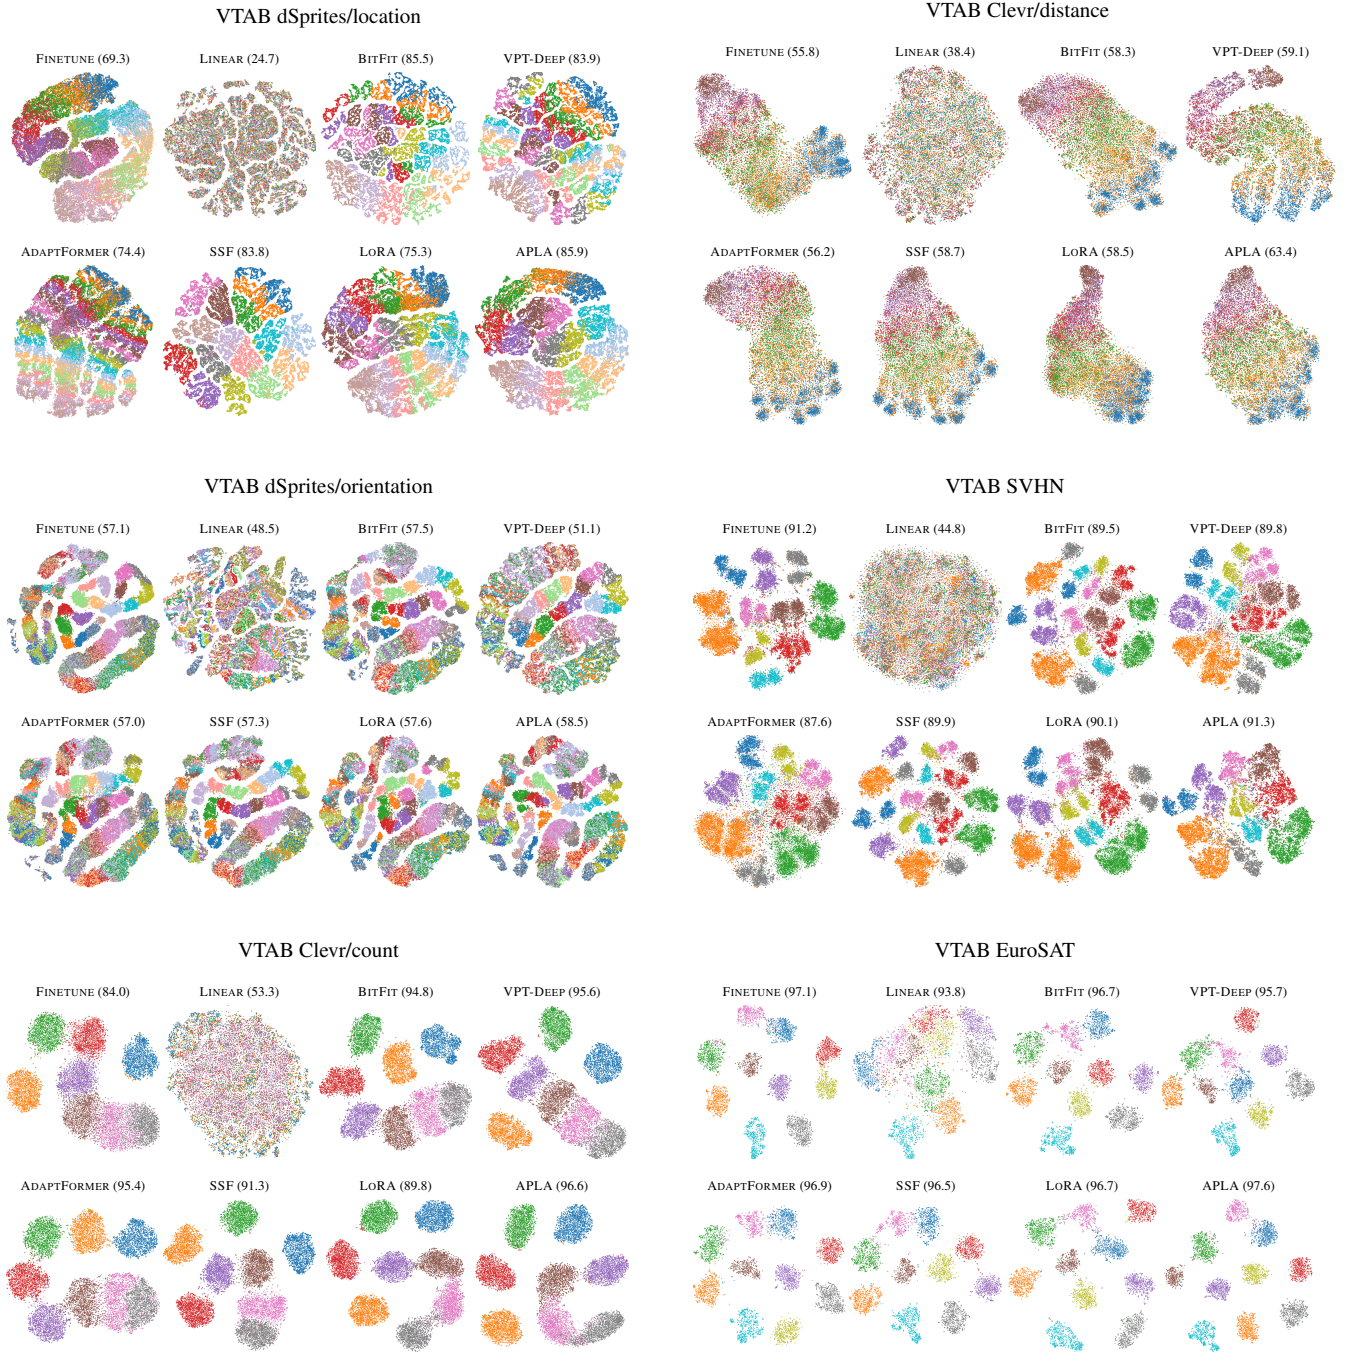 VTAB dSprites/location
FINETUNE (69.3) LINEAR (24.7) BITFIT (85.5) VPT-DEEP (83.9)
ADAPTFORMER (74.4) SSF (83.8) LORA (75.3) APLA (85.9)
VTAB Clevr/distance
FINETUNE (55.8) LINEAR (38.4) BITFIT (58.3) VPT-DEEP (59.1)
ADAPTFORMER (56.2) SSF (58.7) LORA (58.5) APLA (63.4)
VTAB dSprites/orientation
FINETUNE (57.1) LINEAR (48.5) BITFIT (57.5) VPT-DEEP (51.1)
ADAPTFORMER (57.0) SSF (57.3) LORA (57.6) APLA (58.5)
VTAB SVHN
FINETUNE (91.2) LINEAR (44.8) BITFIT (89.5) VPT-DEEP (89.8)
ADAPTFORMER (87.6) SSF (89.9) LORA (90.1) APLA (91.3)
VTAB Clevr/count
FINETUNE (84.0) LINEAR (53.3) BITFIT (94.8) VPT-DEEP (95.6)
ADAPTFORMER (95.4) SSF (91.3) LORA (89.8) APLA (96.6)
VTAB EuroSAT
FINETUNE (97.1) LINEAR (93.8) BITFIT (96.7) VPT-DEEP (95.7)
ADAPTFORMER (96.9) SSF (96.5) LORA (96.7) APLA (97.6)